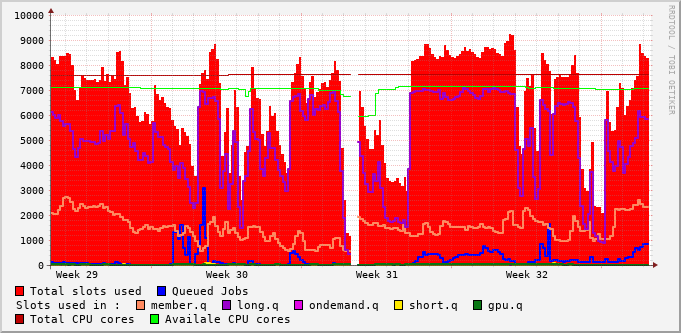 10000
9000
8000
7000
6000
5000
4000
3000
2000
1000
0
Week 29 Week 30 Week 31 Week 32
RRDTOOL / TOBI OETIKER
Total slots used Queued Jobs
Slots used in : member.q long.q ondemand.q short.q gpu.q
Total CPU cores Availale CPU cores